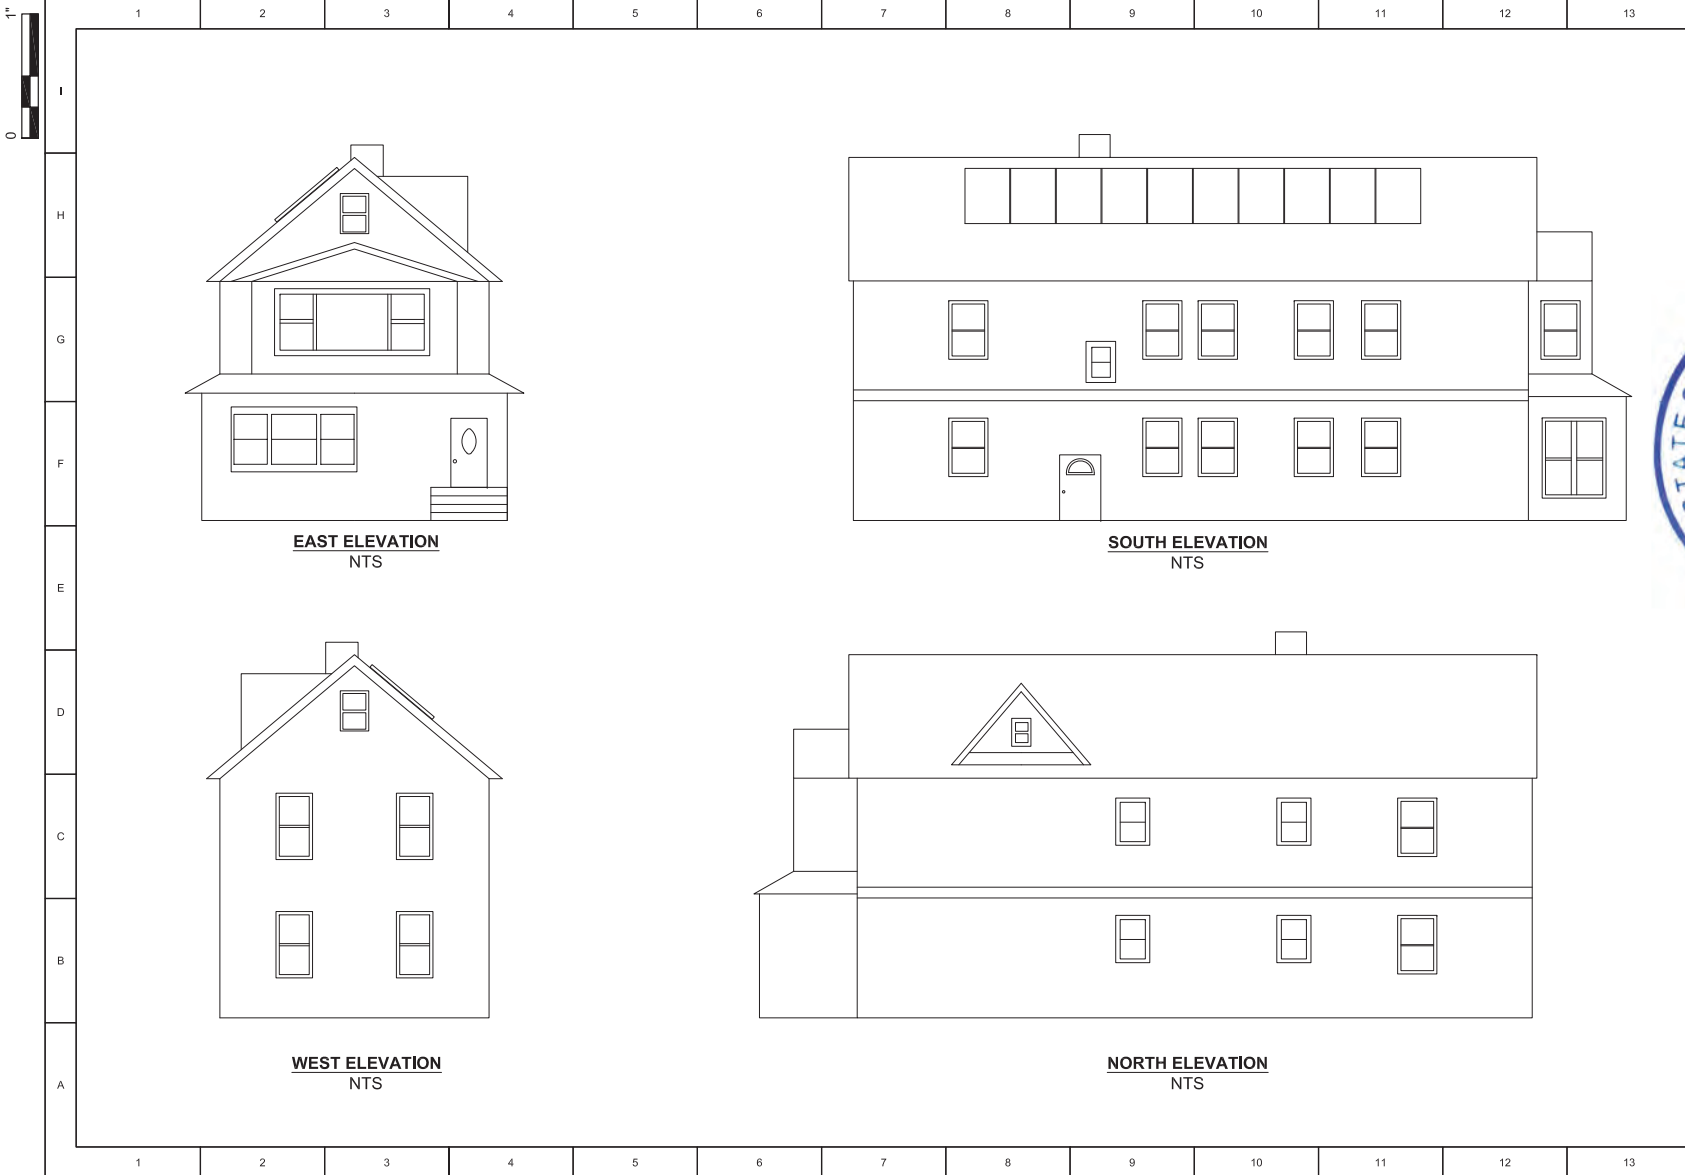 1"
0
1 2 3 4 5 6 7 8 9 10 11 12 13
I
H
G
F
E
D
C
B
A
EAST ELEVATION
NTS
SOUTH ELEVATION
NTS
WEST ELEVATION
NTS
NORTH ELEVATION
NTS
STATE
1 2 3 4 5 6 7 8 9 10 11 12 13